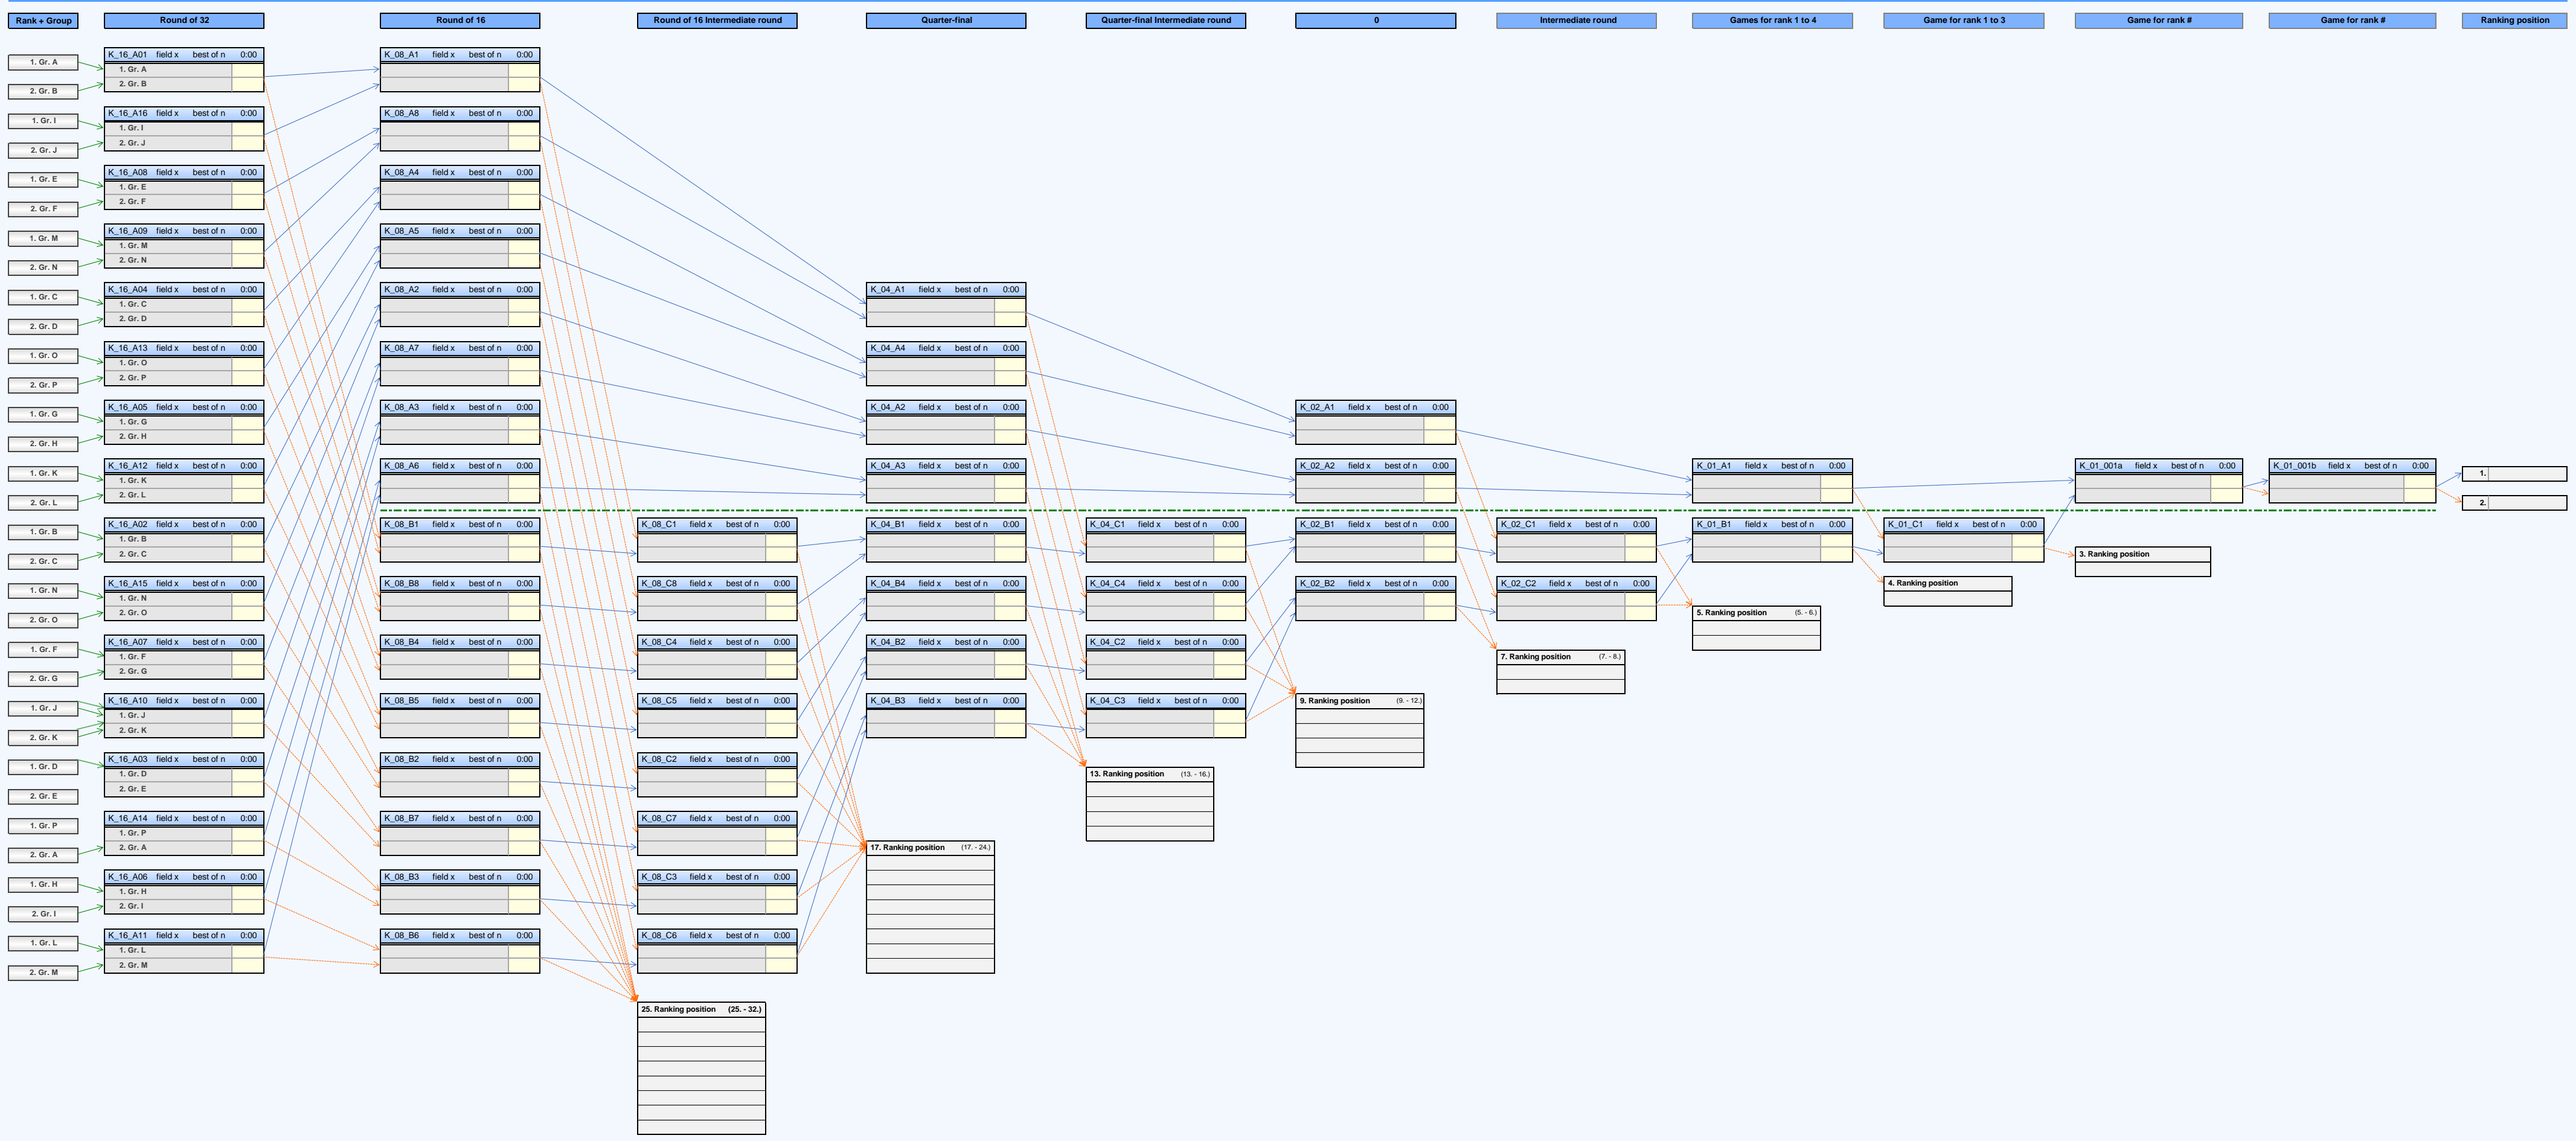 Rank + Group
Round of 32
Round of 16
Round of 16 Intermediate round
Quarter-final
Quarter-final Intermediate round
0
Intermediate round
Games for rank 1 to 4
Game for rank 1 to 3
Game for rank #
Game for rank #
Ranking position
1. Gr. A
2. Gr. B
1. Gr. I
2. Gr. J
1. Gr. E
2. Gr. F
1. Gr. M
2. Gr. N
1. Gr. C
2. Gr. D
1. Gr. O
2. Gr. P
1. Gr. G
2. Gr. H
1. Gr. K
2. Gr. L
1. Gr. B
2. Gr. C
1. Gr. N
2. Gr. O
1. Gr. F
2. Gr. G
1. Gr. J
2. Gr. K
1. Gr. D
2. Gr. E
1. Gr. P
2. Gr. A
1. Gr. H
2. Gr. I
1. Gr. L
2. Gr. M
K_16_A01 field x best of n 0:00
1. Gr. A
2. Gr. B
K_16_A16 field x best of n 0:00
1. Gr. I
2. Gr. J
K_16_A08 field x best of n 0:00
1. Gr. E
2. Gr. F
K_16_A09 field x best of n 0:00
1. Gr. M
2. Gr. N
K_16_A04 field x best of n 0:00
1. Gr. C
2. Gr. D
K_16_A13 field x best of n 0:00
1. Gr. O
2. Gr. P
K_16_A05 field x best of n 0:00
1. Gr. G
2. Gr. H
K_16_A12 field x best of n 0:00
1. Gr. K
2. Gr. L
K_16_A02 field x best of n 0:00
1. Gr. B
2. Gr. C
K_16_A15 field x best of n 0:00
1. Gr. N
2. Gr. O
K_16_A07 field x best of n 0:00
1. Gr. F
2. Gr. G
K_16_A10 field x best of n 0:00
1. Gr. J
2. Gr. K
K_16_A03 field x best of n 0:00
1. Gr. D
2. Gr. E
K_16_A14 field x best of n 0:00
1. Gr. P
2. Gr. A
K_16_A06 field x best of n 0:00
1. Gr. H
2. Gr. I
K_16_A11 field x best of n 0:00
1. Gr. L
2. Gr. M
K_08_A1 field x best of n 0:00
K_08_A8 field x best of n 0:00
K_08_A4 field x best of n 0:00
K_08_A5 field x best of n 0:00
K_08_A2 field x best of n 0:00
K_08_A7 field x best of n 0:00
K_08_A3 field x best of n 0:00
K_08_A6 field x best of n 0:00
K_08_B1 field x best of n 0:00
K_08_B8 field x best of n 0:00
K_08_B4 field x best of n 0:00
K_08_B5 field x best of n 0:00
K_08_B2 field x best of n 0:00
K_08_B7 field x best of n 0:00
K_08_B3 field x best of n 0:00
K_08_B6 field x best of n 0:00
K_08_C1 field x best of n 0:00
K_08_C8 field x best of n 0:00
K_08_C4 field x best of n 0:00
K_08_C5 field x best of n 0:00
K_08_C2 field x best of n 0:00
K_08_C7 field x best of n 0:00
K_08_C3 field x best of n 0:00
K_08_C6 field x best of n 0:00
25. Ranking position (25. - 32.)
K_04_A1 field x best of n 0:00
K_04_A4 field x best of n 0:00
K_04_A2 field x best of n 0:00
K_04_A3 field x best of n 0:00
K_04_B1 field x best of n 0:00
K_04_B4 field x best of n 0:00
K_04_B2 field x best of n 0:00
K_04_B3 field x best of n 0:00
17. Ranking position (17. - 24.)
K_04_C1 field x best of n 0:00
K_04_C4 field x best of n 0:00
K_04_C2 field x best of n 0:00
K_04_C3 field x best of n 0:00
13. Ranking position (13. - 16.)
K_02_A1 field x best of n 0:00
K_02_A2 field x best of n 0:00
K_02_B1 field x best of n 0:00
K_02_B2 field x best of n 0:00
9. Ranking position (9. - 12.)
K_02_C1 field x best of n 0:00
K_02_C2 field x best of n 0:00
7. Ranking position (7. - 8.)
K_01_A1 field x best of n 0:00
K_01_B1 field x best of n 0:00
5. Ranking position (5. - 6.)
K_01_C1 field x best of n 0:00
4. Ranking position
K_01_001a field x best of n 0:00
3. Ranking position
K_01_001b field x best of n 0:00
1.
2.